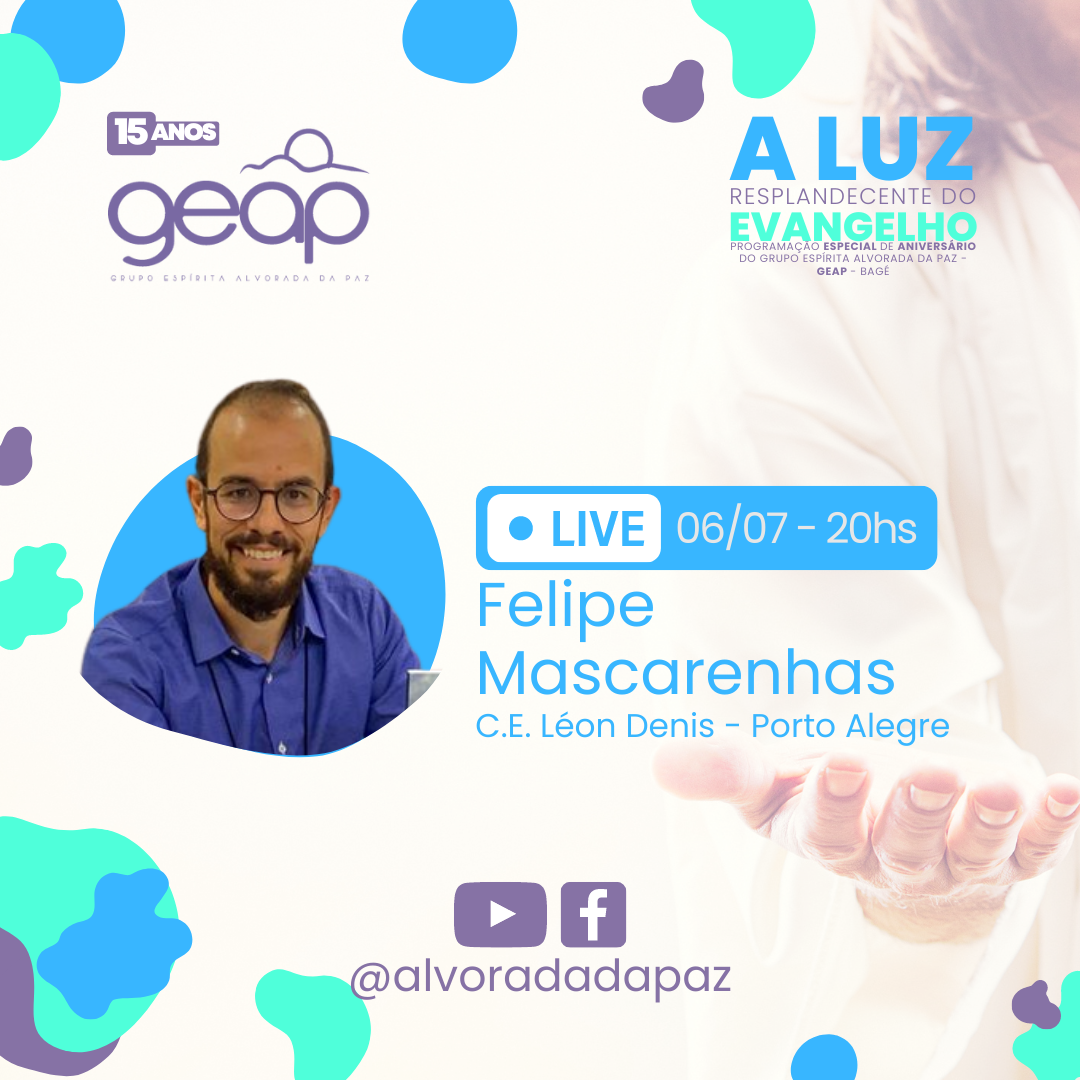 15 ANOS
geap
GRUPO ESPÍRITA ALVORADA DA PAZ
A LUZ
RESPLANDECENTE DO
EVANGELHO
PROGRAMAÇÃO ESPECIAL DE ANIVERSÁRIO
DO GRUPO ESPÍRITA ALVORADA DA PAZ -
GEAP - BAGÉ
LIVE 06/07 - 20hs
Felipe
Mascarenhas
C.E. Léon Denis - Porto Alegre
@alvoradadapaz